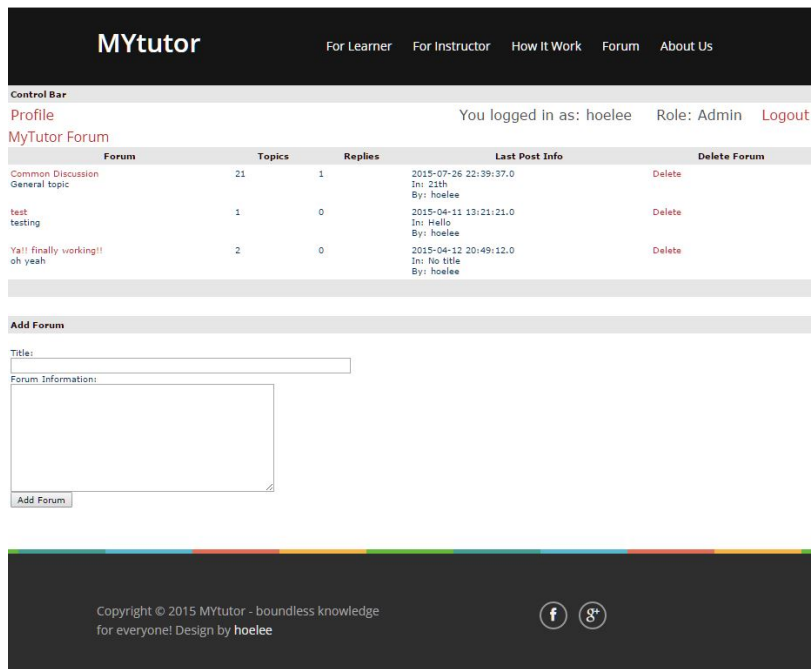 MYtutor
For Learner For Instructor How It Work Forum About Us
Control Bar
Profile You logged in as: hoelee Role: Admin Logout
MyTutor Forum
Forum Topics Replies Last Post Info Delete Forum
Common Discussion 21 1 2015-07-26 22:39:37.0 Delete
General topic In: 21th
By: hoelee
test 1 0 2015-04-11 13:21:21.0 Delete
testing In: Hello
By: hoelee
Ya!! finally working!! 2 0 2015-04-12 20:49:12.0 Delete
oh yeah In: No title
By: hoelee
Add Forum
Title:
Forum Information:
Add Forum
Copyright © 2015 MYtutor - boundless knowledge
for everyone! Design by hoelee
f g+